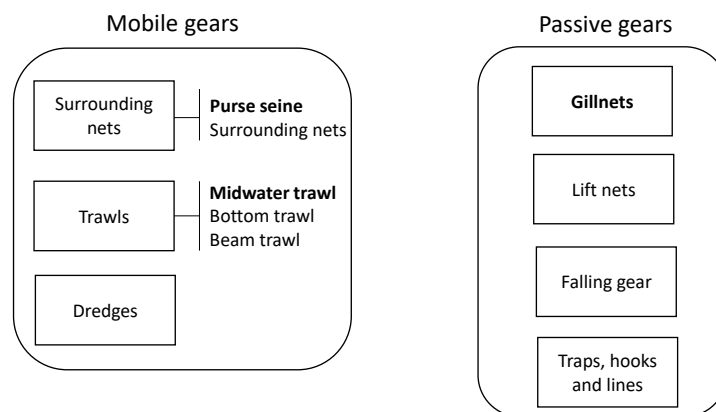 Mobile gears
Surrounding
nets
Purse seine
Surrounding nets
Trawls
Midwater trawl
Bottom trawl
Beam trawl
Dredges
Passive gears
Gillnets
Lift nets
Falling gear
Traps, hooks
and lines